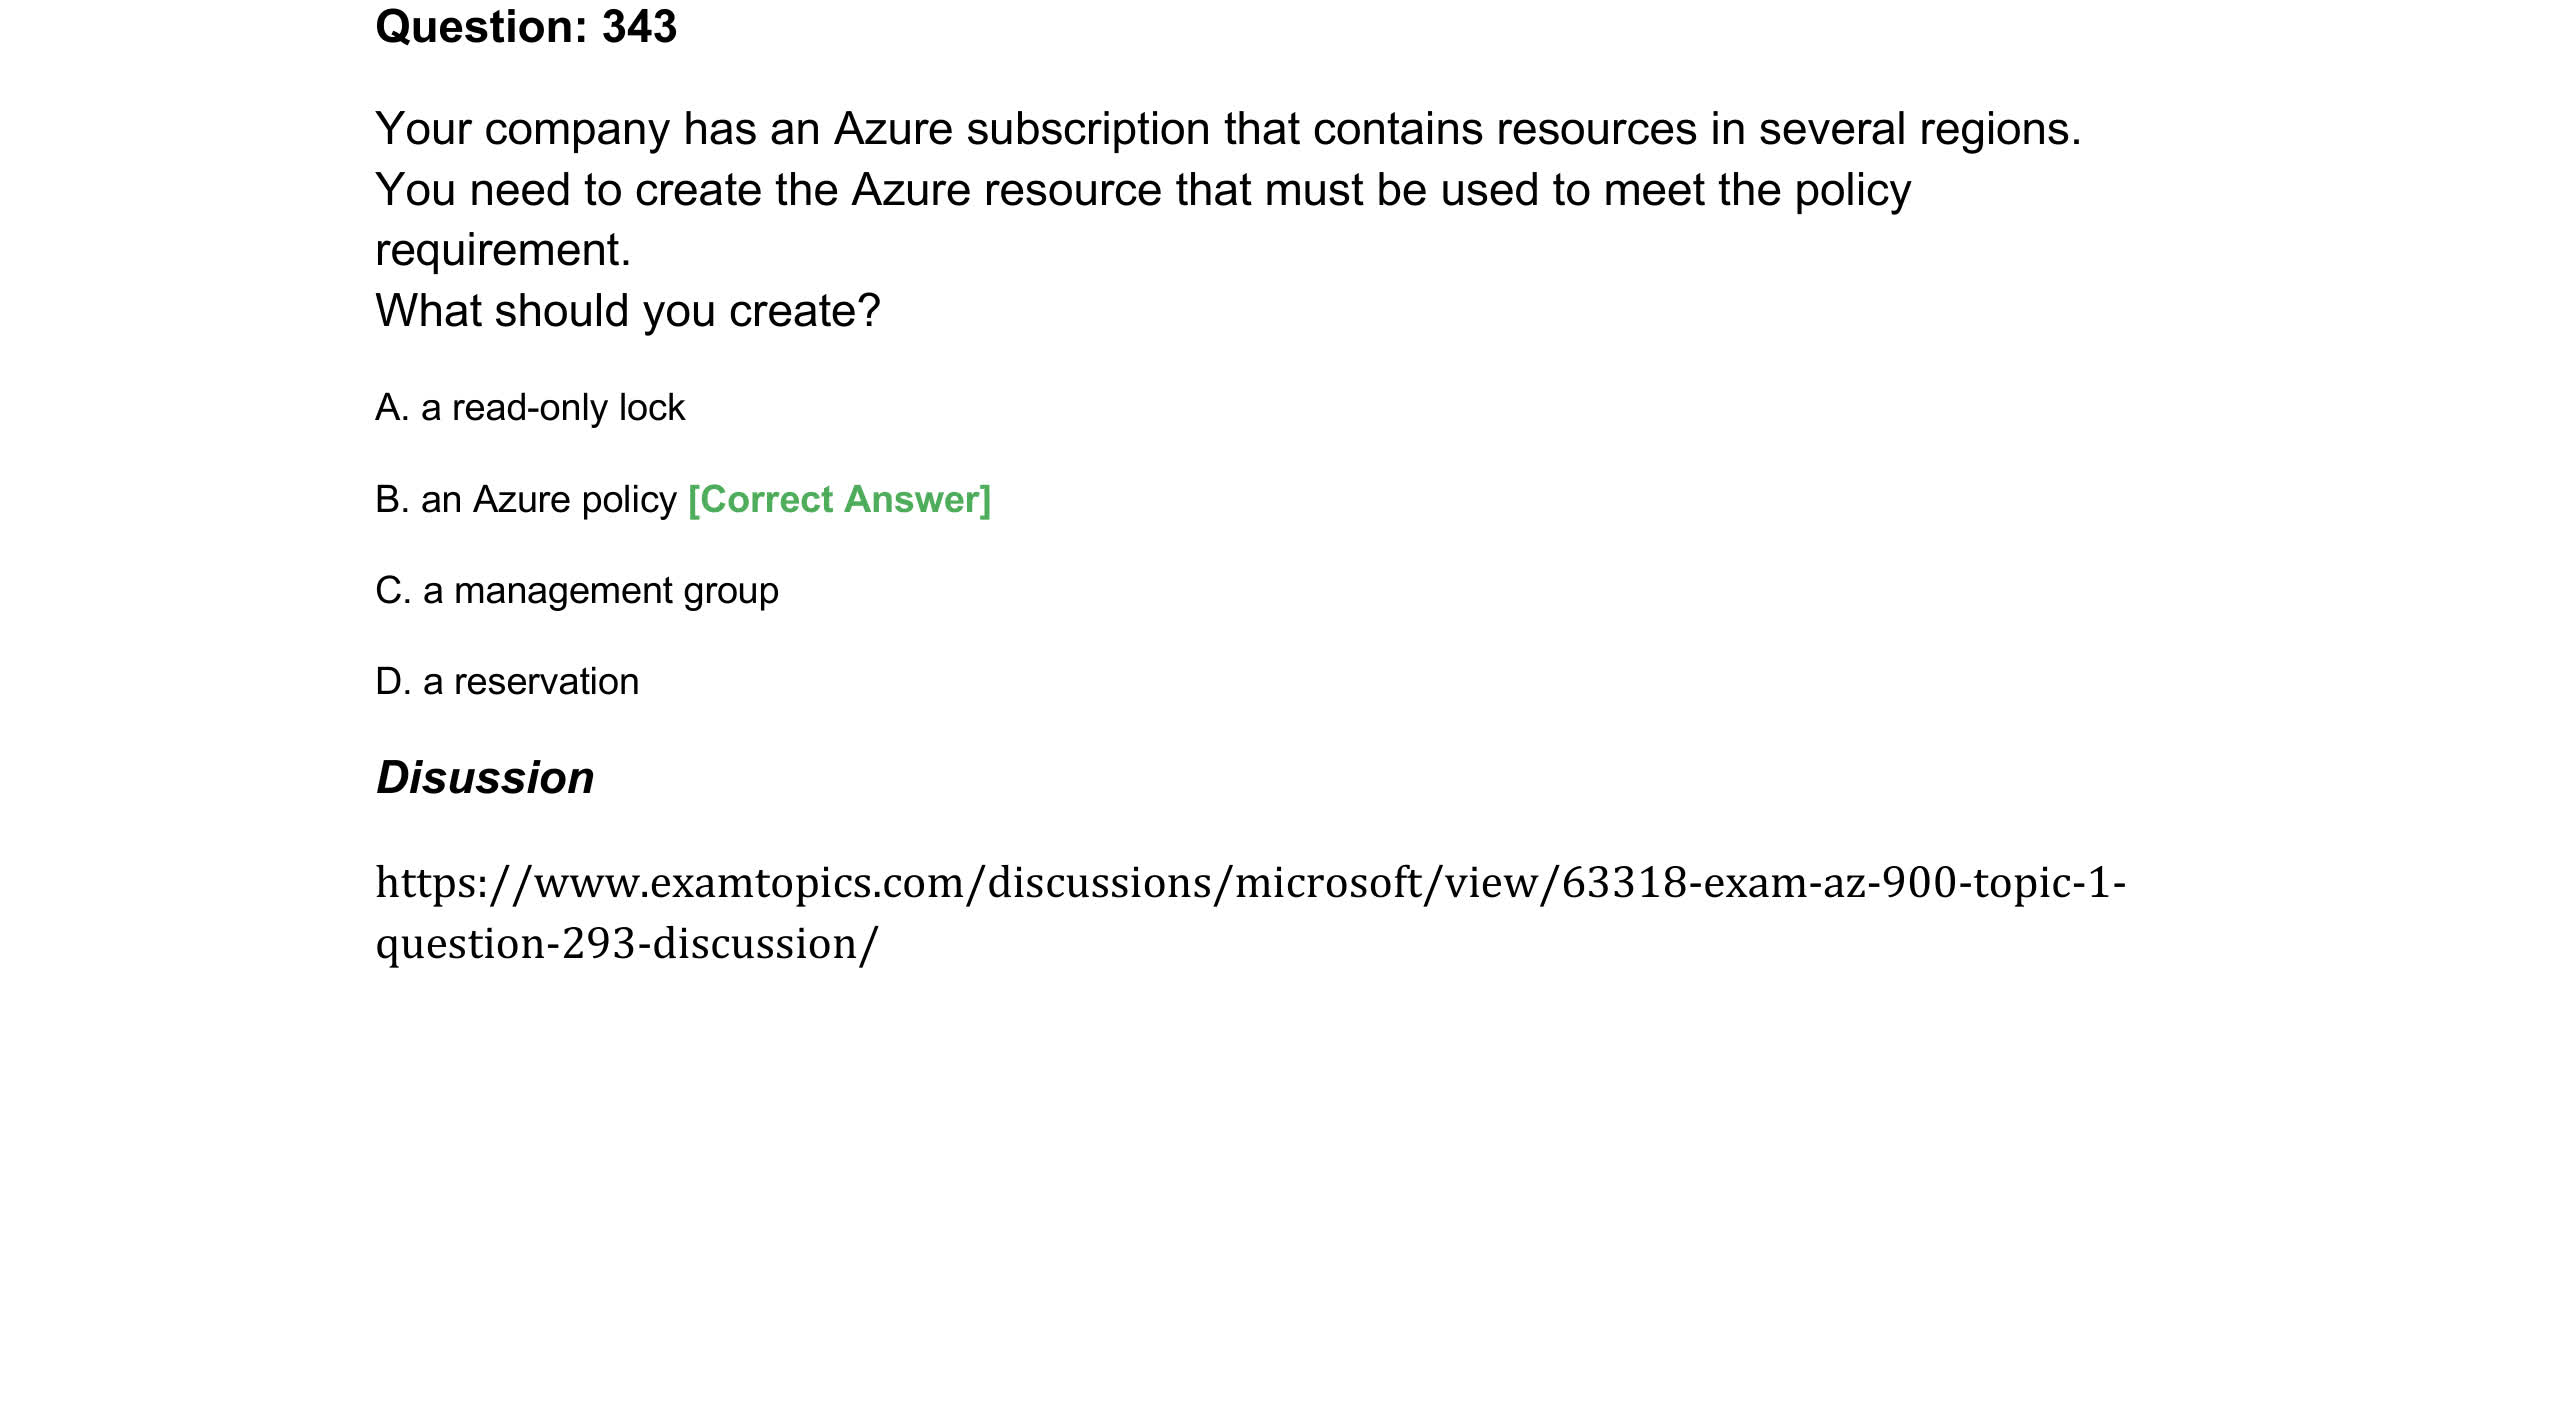 Question: 343
Your company has an Azure subscription that contains resources in several regions.
You need to create the Azure resource that must be used to meet the policy
requirement.
What should you create?
A. a read-only lock
B. an Azure policy [Correct Answer]
C. a management group
D. a reservation
Disussion
https://www.examtopics.com/discussions/microsoft/view/63318-exam-az-900-topic-1-
question-293-discussion/